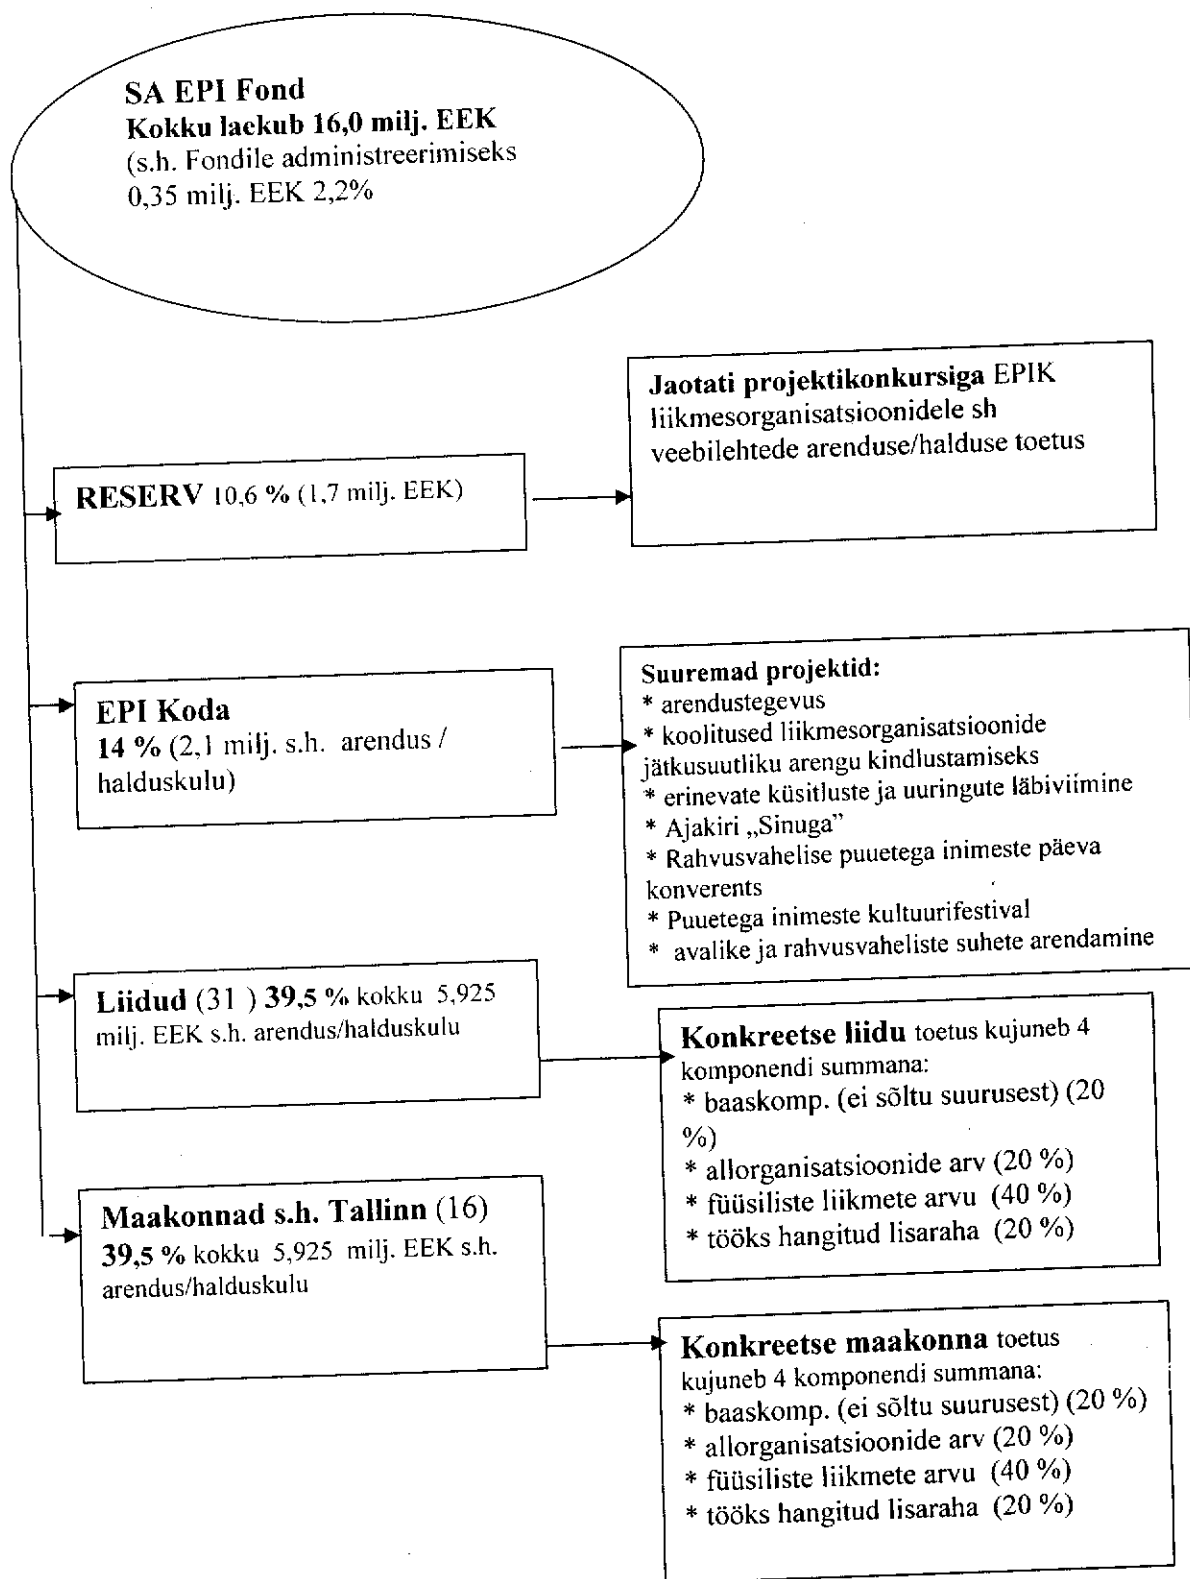 SA EPI Fond
Kokku laekub 16,0 milj. EEK
(s.h. Fondile administreerimiseks
0,35 milj. EEK 2,2%
Jaotati projektikonkursiga EPIK
liikmesorganisatsioonidele sh
veebilehtede arenduse/halduse toetus
RESERV 10,6 % (1,7 milj. EEK)
EPI Koda
14 % (2,1 milj. s.h. arendus /
halduskulu)
Suuremad projektid:
* arendustegevus
* koolitused liikmesorganisatsioonide
jätkusuutliku arengu kindlustamiseks
* erinevate küsitluste ja uuringute läbiviimine
* Ajakiri „Sinuga”
* Rahvusvahelise puuetega inimeste päeva
konverents
* Puuetega inimeste kultuurifestival
* avalike ja rahvusvaheliste suhete arendamine
Liidud (31 ) 39,5 % kokku 5,925
milj. EEK s.h. arendus/halduskulu
Konkreetse liidu toetus kujuneb 4
komponendi summana:
* baaskomp. (ei sõltu suurusest) (20
%)
* allorganisatsioonide arv (20 %)
* füüsiliste liikmete arvu (40 %)
* tööks hangitud lisaraha (20 %)
Maakonnad s.h. Tallinn (16)
39,5 % kokku 5,925 milj. EEK s.h.
arendus/halduskulu
Konkreetse maakonna toetus
kujuneb 4 komponendi summana:
* baaskomp. (ei sõltu suurusest) (20 %)
* allorganisatsioonide arv (20 %)
* füüsiliste liikmete arvu (40 %)
* tööks hangitud lisaraha (20 %)